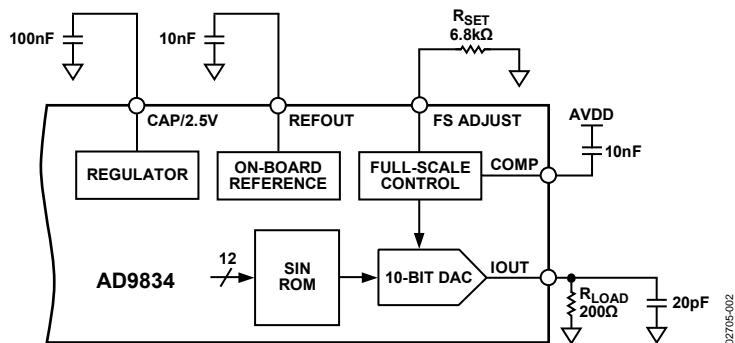 100nF
10nF
RSET
6.8kΩ
CAP/2.5V
REFOUT
FS ADJUST
AVDD
10nF
REGULATOR
ON-BOARD
REFERENCE
FULL-SCALE
CONTROL
COMP
AD9834
12
SIN
ROM
10-BIT DAC
IOUT
RLOAD
200Ω
20pF
02705-002